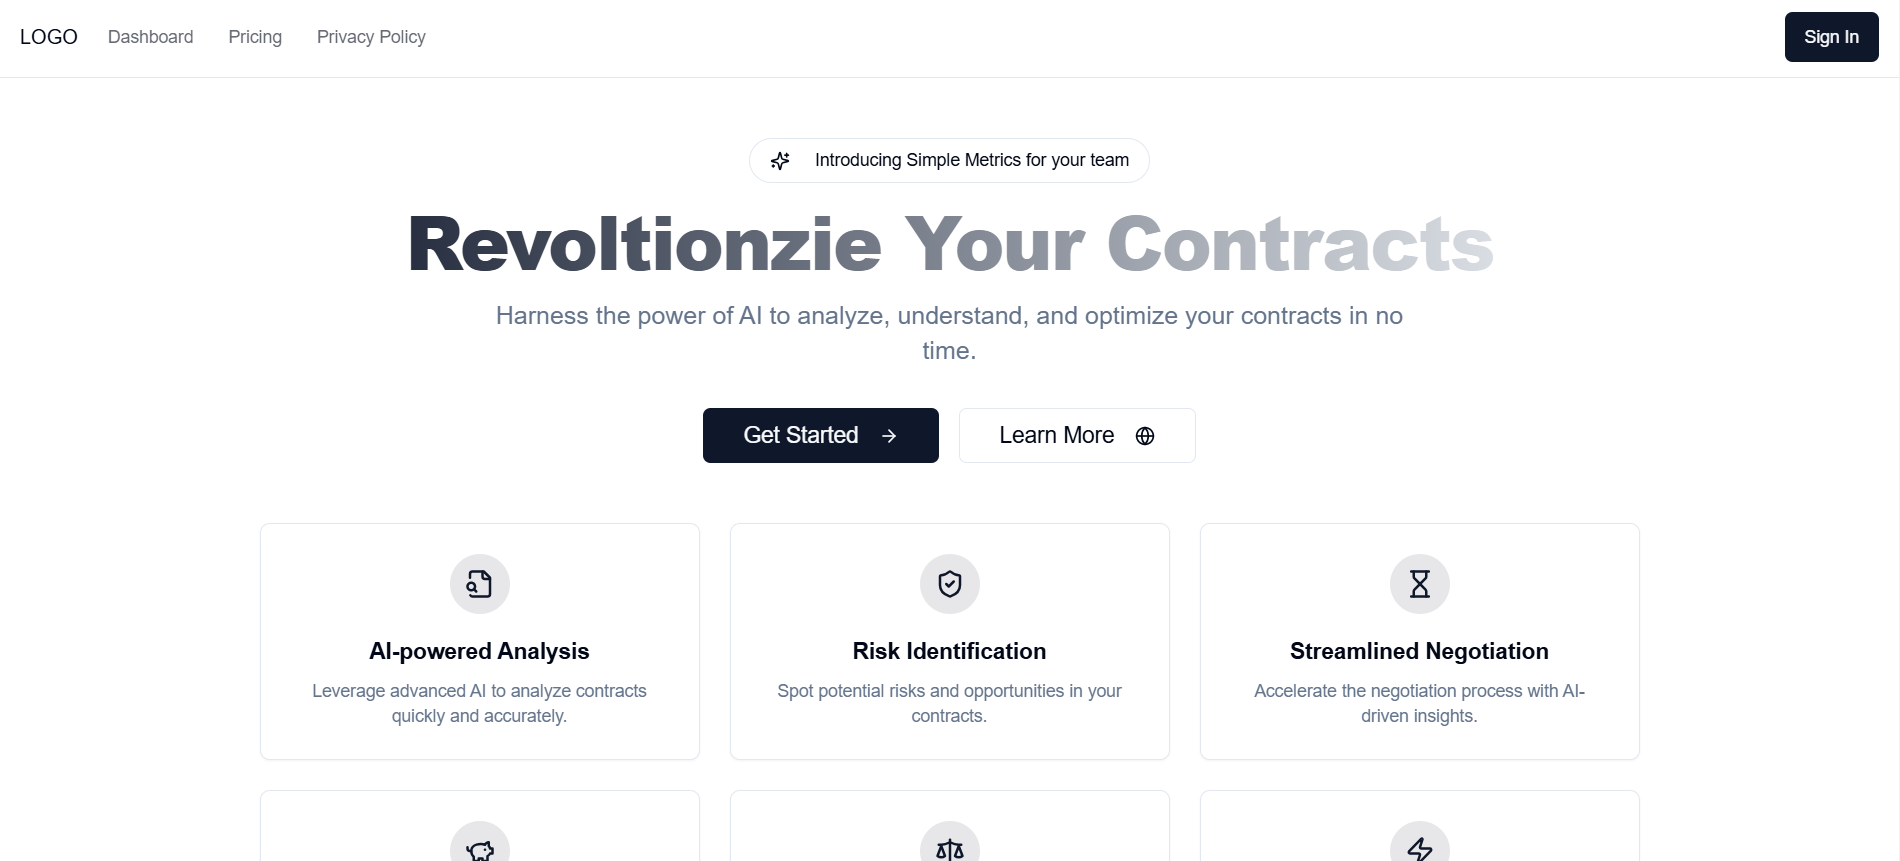 LOGO
Dashboard
Pricing
Privacy Policy
Sign In
Introducing Simple Metrics for your team
Revoltionzie Your Contracts
Harness the power of AI to analyze, understand, and optimize your contracts in no
time.
Get Started
Learn More
AI-powered Analysis
Leverage advanced AI to analyze contracts
quickly and accurately.
Risk Identification
Spot potential risks and opportunities in your
contracts.
Streamlined Negotiation
Accelerate the negotiation process with AI-
driven insights.